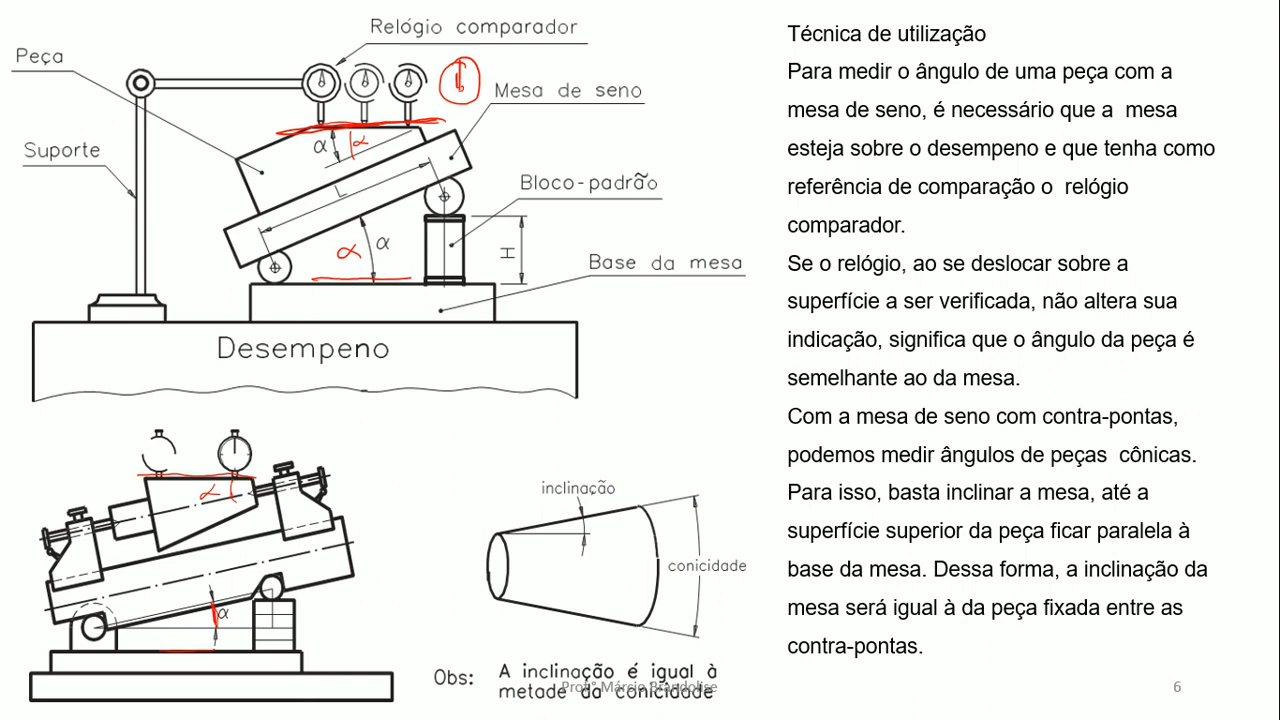 Relógio comparador
Peça
Mesa de seno
α
α
Suporte
L
Bloco-padrão
α
α
H
Base da mesa
Desempeno
α
α
inclinação
conicidade
Obs: A inclinação é igual à
metade da conicidade
Prof° Márcio Brandolise
Técnica de utilização
Para medir o ângulo de uma peça com a
mesa de seno, é necessário que a mesa
esteja sobre o desempeno e que tenha como
referência de comparação o relógio
comparador.
Se o relógio, ao se deslocar sobre a
superfície a ser verificada, não altera sua
indicação, significa que o ângulo da peça é
semelhante ao da mesa.
Com a mesa de seno com contra-pontas,
podemos medir ângulos de peças cônicas.
Para isso, basta inclinar a mesa, até a
superfície superior da peça ficar paralela à
base da mesa. Dessa forma, a inclinação da
mesa será igual à da peça fixada entre as
contra-pontas.
6